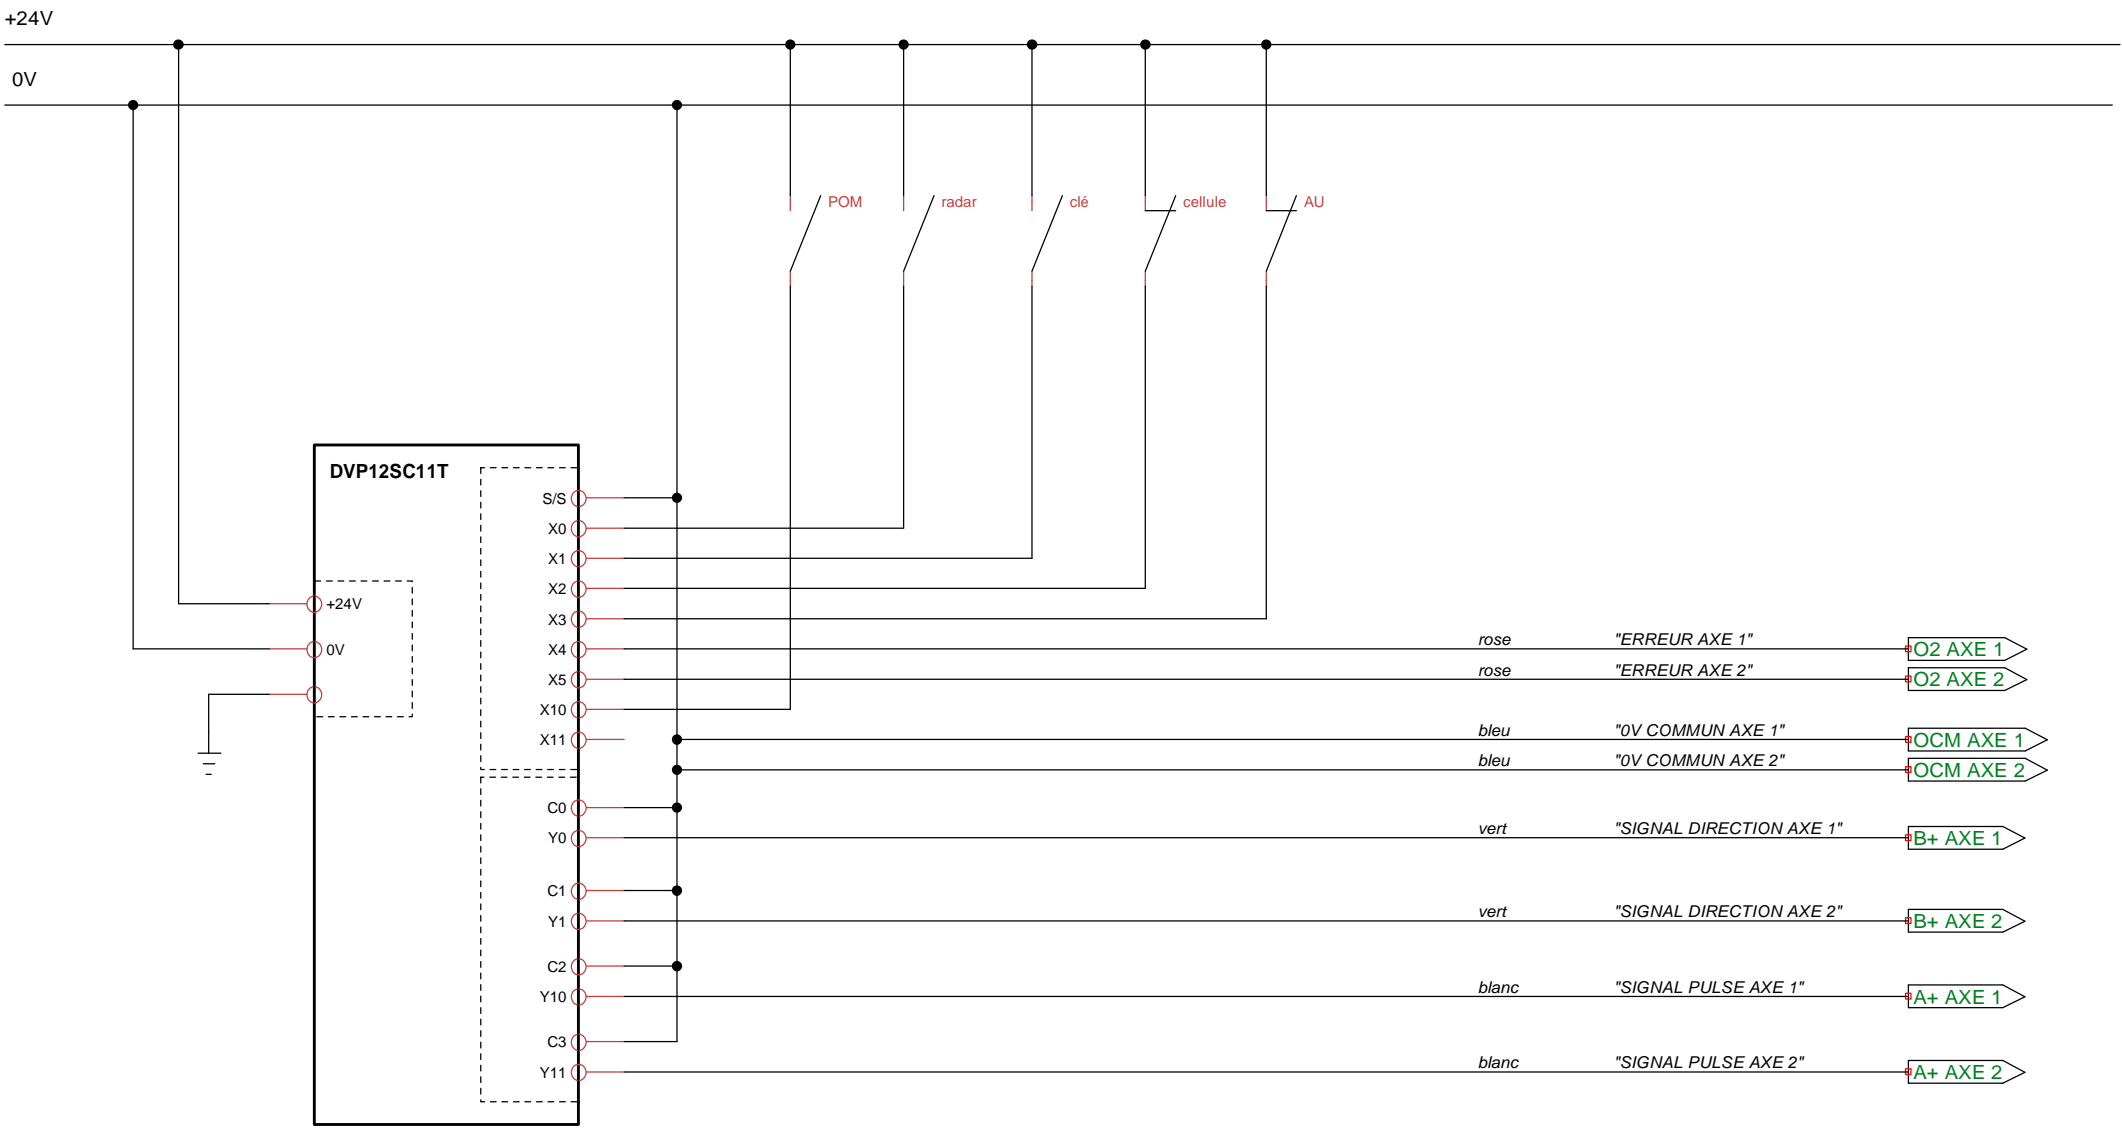 +24V
0V
POM
radar
clé
cellule
AU
DVP12SC11T
S/S
X0
X1
X2
+24V
X3
0V
X4
rose "ERREUR AXE 1" O2 AXE 1
X5
rose "ERREUR AXE 2" O2 AXE 2
X10
X11
bleu "0V COMMUN AXE 1" OCM AXE 1
bleu "0V COMMUN AXE 2" OCM AXE 2
C0
Y0
vert "SIGNAL DIRECTION AXE 1" B+ AXE 1
C1
Y1
vert "SIGNAL DIRECTION AXE 2" B+ AXE 2
C2
Y10
blanc "SIGNAL PULSE AXE 1" A+ AXE 1
C3
Y11
blanc "SIGNAL PULSE AXE 2" A+ AXE 2